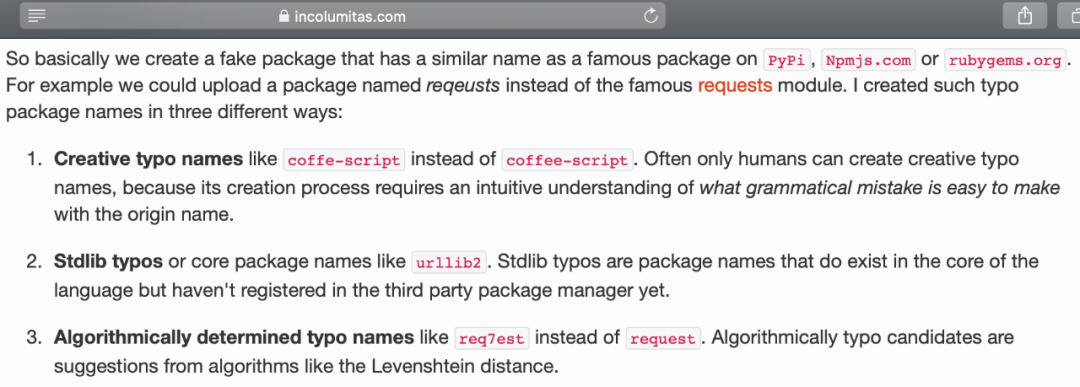 incolumitas.com
So basically we create a fake package that has a similar name as a famous package on PyPi, Npmjs.com or rubygems.org.
For example we could upload a package named reqeusts instead of the famous requests module. I created such typo
package names in three different ways:
1. Creative typo names like coffe-script instead of coffee-script. Often only humans can create creative typo
names, because its creation process requires an intuitive understanding of what grammatical mistake is easy to make
with the origin name.
2. Stdlib typos or core package names like urllib2. Stdlib typos are package names that do exist in the core of the
language but haven't registered in the third party package manager yet.
3. Algorithmically determined typo names like req7est instead of request. Algorithmically typo candidates are
suggestions from algorithms like the Levenshtein distance.